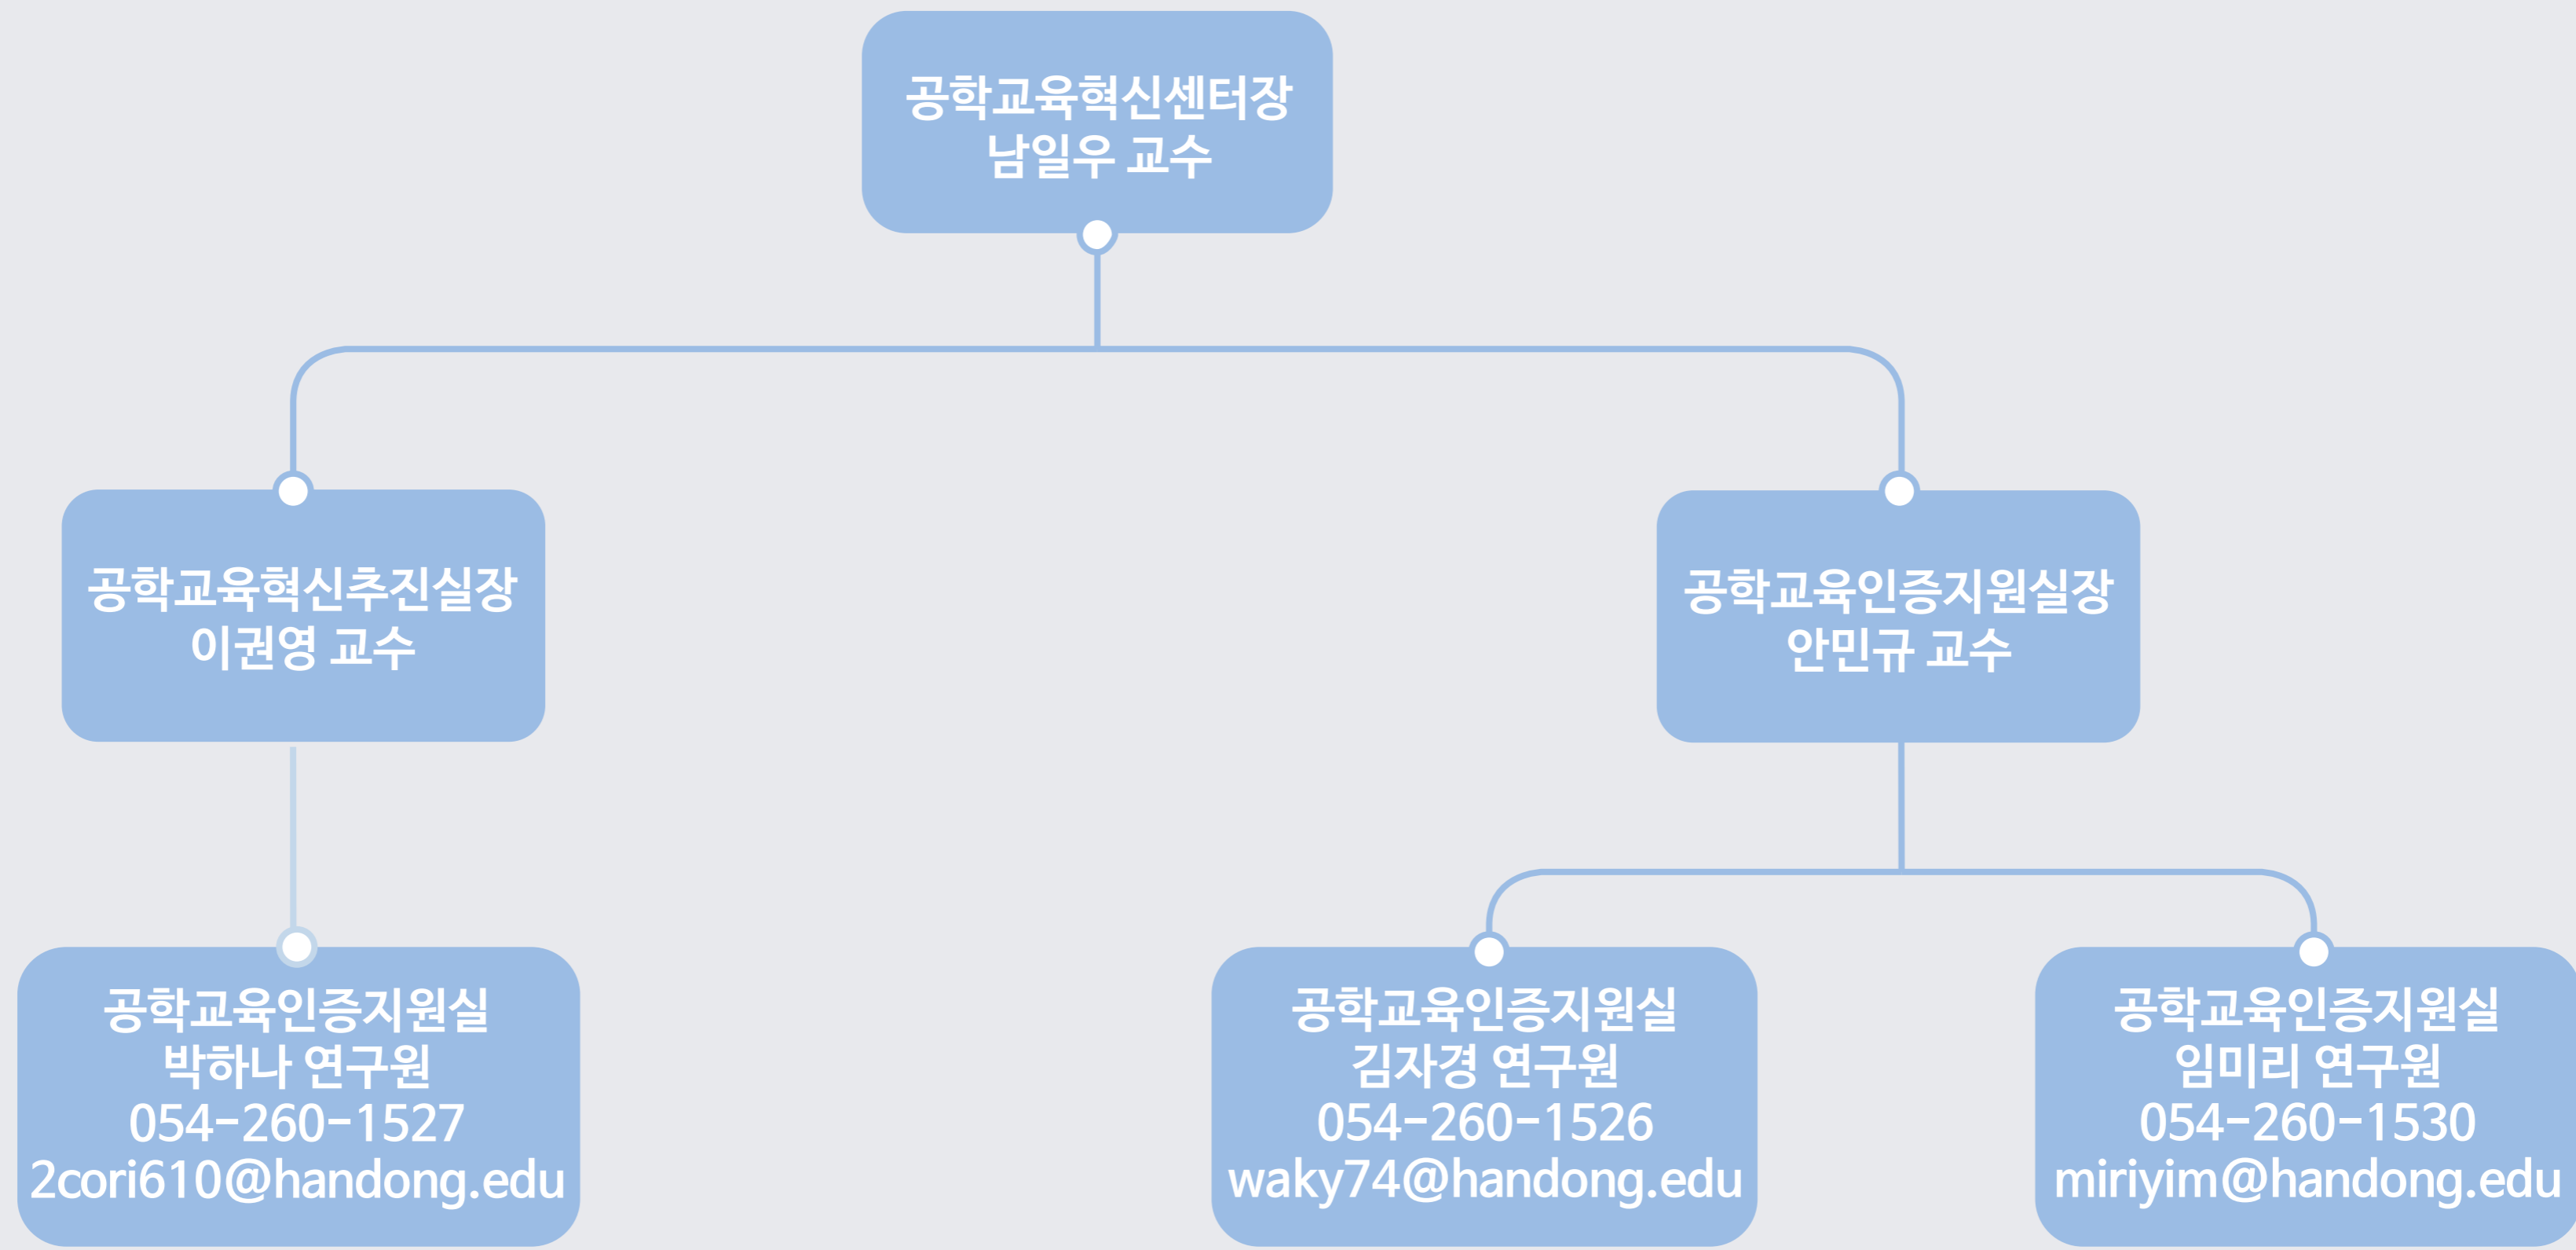 공학교육혁신센터장
남일우 교수
공학교육혁신추진실장
이권영 교수
공학교육인증지원실장
안민규 교수
공학교육인증지원실
박하나 연구원
054-260-1527
2cori610@handong.edu
공학교육인증지원실
김자경 연구원
054-260-1526
waky74@handong.edu
공학교육인증지원실
임미리 연구원
054-260-1530
miriyim@handong.edu